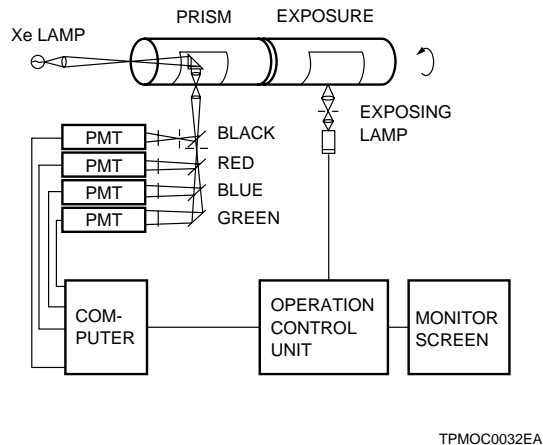 PRISM EXPOSURE
Xe LAMP
EXPOSING
LAMP
PMT BLACK
PMT RED
PMT BLUE
PMT GREEN
COM-
PUTER
OPERATION
CONTROL
UNIT
MONITOR
SCREEN
TPMOC0032EA